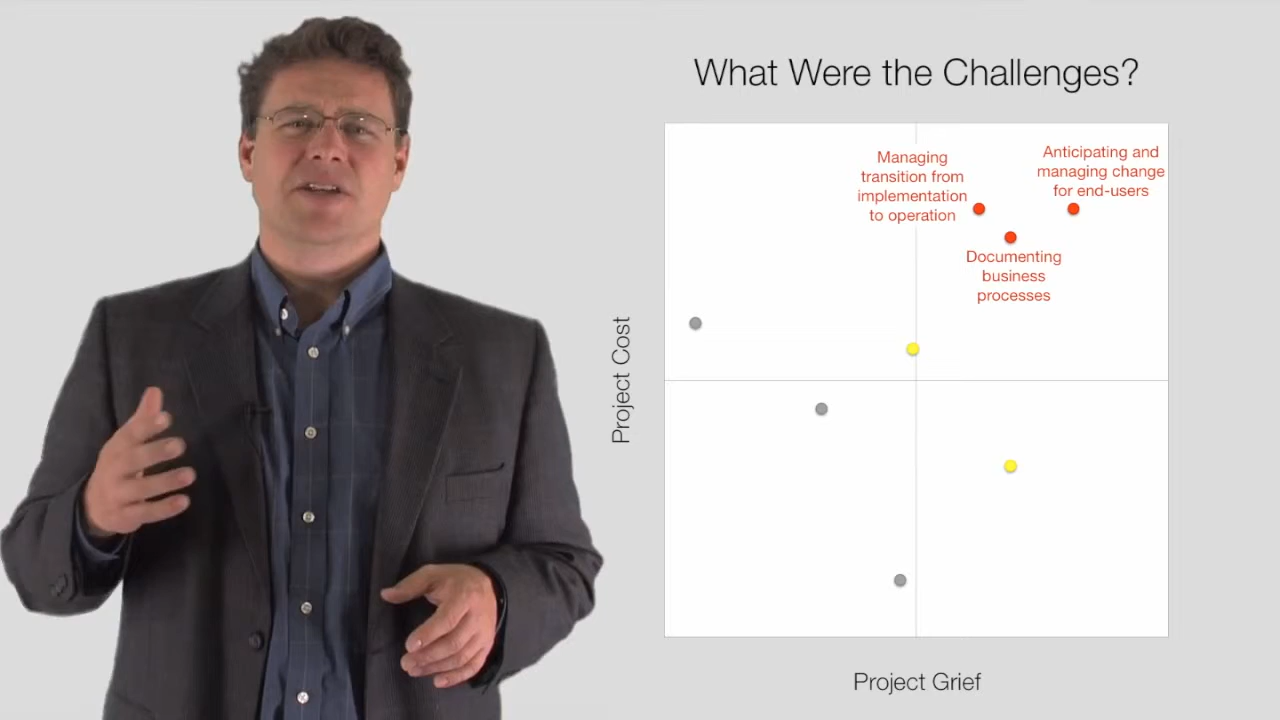 What Were the Challenges?
Managing
transition from
implementation
to operation
Anticipating and
managing change
for end-users
Documenting
business
processes
Project Cost
Project Grief